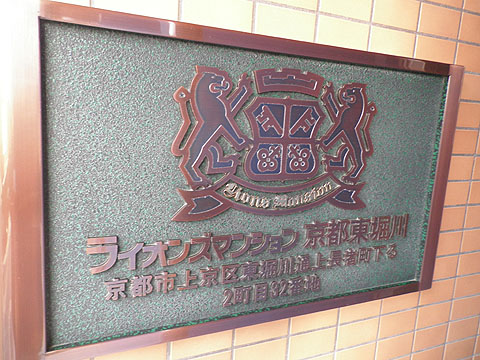 Lions Mansion
ライオンズマンション 京都東堀川
京都市上京区東堀川通上長者町下る
2町目32番地